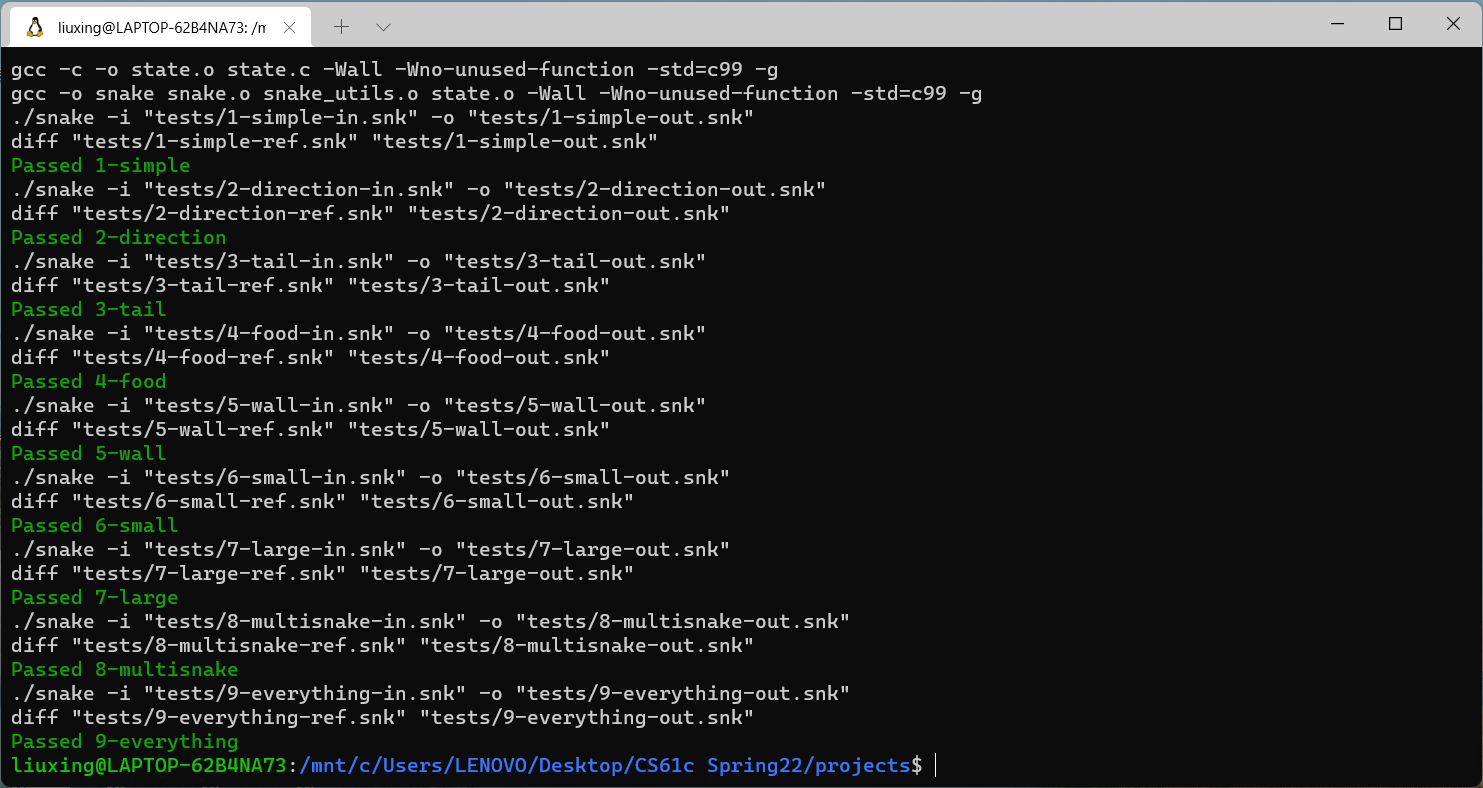 liuxing@LAPTOP-62B4NA73: /m
gcc -c -o state.o state.c -Wall -Wno-unused-function -std=c99 -g
gcc -o snake snake.o snake_utils.o state.o -Wall -Wno-unused-function -std=c99 -g
./snake -i "tests/1-simple-in.snk" -o "tests/1-simple-out.snk"
diff "tests/1-simple-ref.snk" "tests/1-simple-out.snk"
Passed 1-simple
./snake -i "tests/2-direction-in.snk" -o "tests/2-direction-out.snk"
diff "tests/2-direction-ref.snk" "tests/2-direction-out.snk"
Passed 2-direction
./snake -i "tests/3-tail-in.snk" -o "tests/3-tail-out.snk"
diff "tests/3-tail-ref.snk" "tests/3-tail-out.snk"
Passed 3-tail
./snake -i "tests/4-food-in.snk" -o "tests/4-food-out.snk"
diff "tests/4-food-ref.snk" "tests/4-food-out.snk"
Passed 4-food
./snake -i "tests/5-wall-in.snk" -o "tests/5-wall-out.snk"
diff "tests/5-wall-ref.snk" "tests/5-wall-out.snk"
Passed 5-wall
./snake -i "tests/6-small-in.snk" -o "tests/6-small-out.snk"
diff "tests/6-small-ref.snk" "tests/6-small-out.snk"
Passed 6-small
./snake -i "tests/7-large-in.snk" -o "tests/7-large-out.snk"
diff "tests/7-large-ref.snk" "tests/7-large-out.snk"
Passed 7-large
./snake -i "tests/8-multisnake-in.snk" -o "tests/8-multisnake-out.snk"
diff "tests/8-multisnake-ref.snk" "tests/8-multisnake-out.snk"
Passed 8-multisnake
./snake -i "tests/9-everything-in.snk" -o "tests/9-everything-out.snk"
diff "tests/9-everything-ref.snk" "tests/9-everything-out.snk"
Passed 9-everything
liuxing@LAPTOP-62B4NA73:/mnt/c/Users/LENOVO/Desktop/CS61c Spring22/projects$